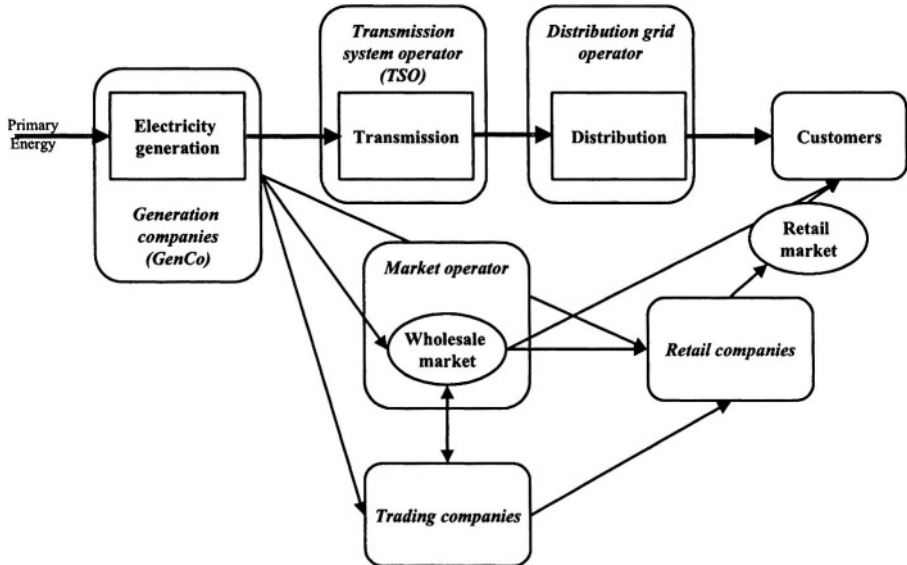 Transmission
system operator
(TSO)
Distribution grid
operator
Primary
Energy
Electricity
generation
Transmission
Distribution
Customers
Generation
companies
(GenCo)
Retail
market
Market operator
Wholesale
market
Retail companies
Trading companies